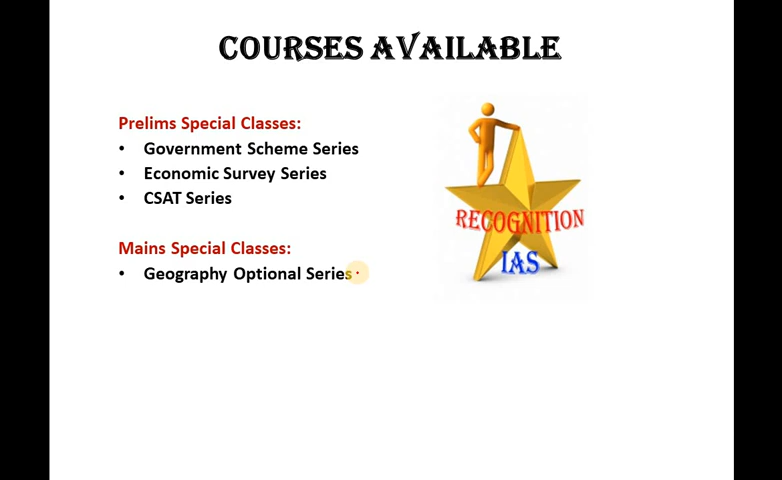 COURSES AVAILABLE
Prelims Special Classes:
• Government Scheme Series
• Economic Survey Series
• CSAT Series
Mains Special Classes:
• Geography Optional Series
RECOGNITION
IAS